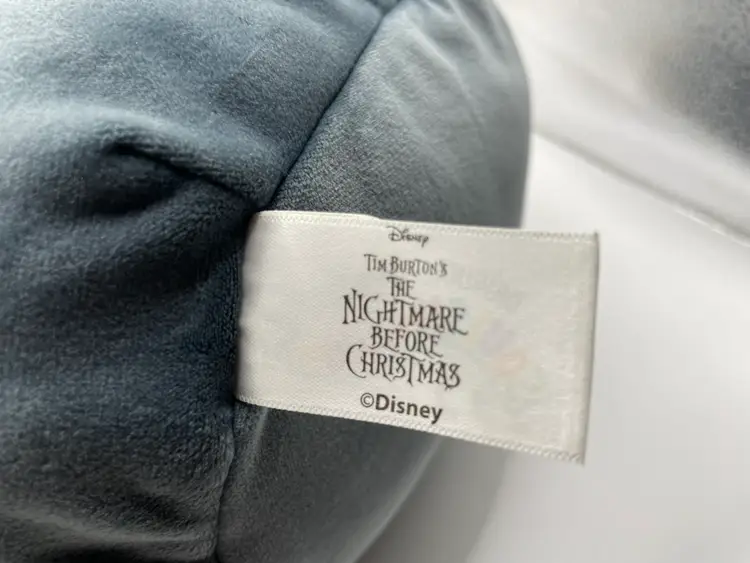 Disney
TIM BURTON'S
THE
NIGHTMARE
BEFORE
CHRISTMAS
©Disney